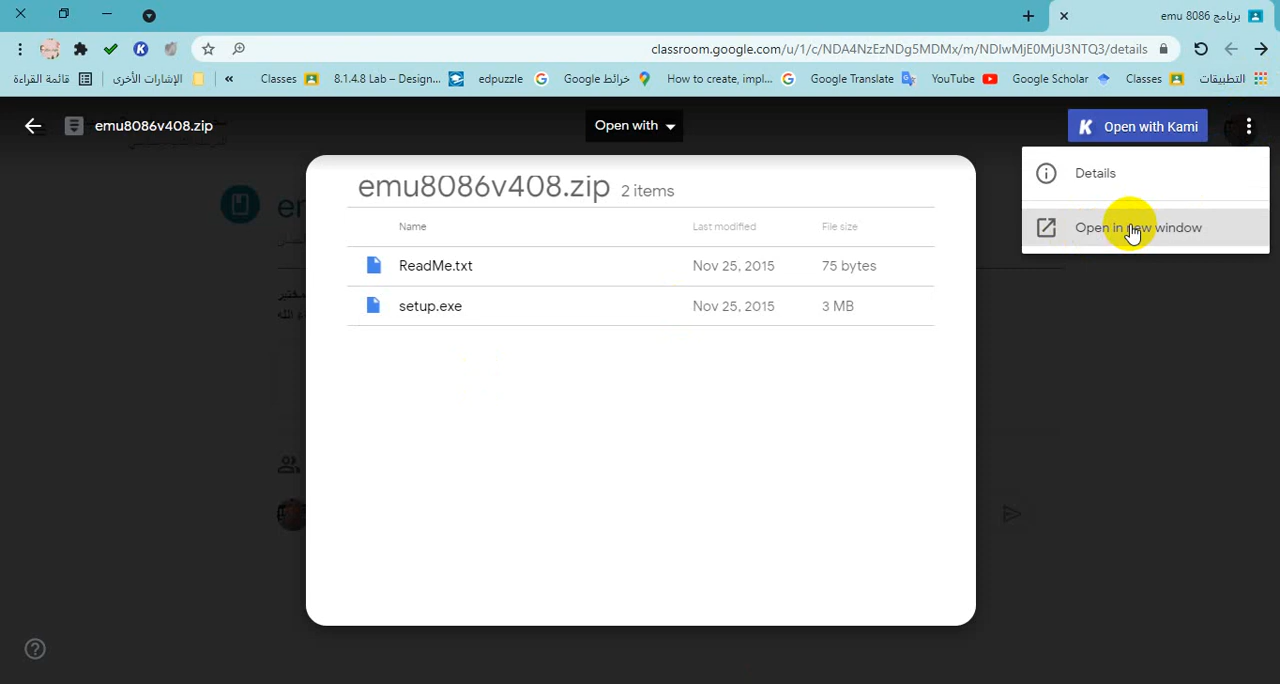 برنامج emu 8086
classroom.google.com/u/1/c/NDA4NzEzNDg5MDMx/m/NDIwMjE0MjU3NTQ3/details
التطبيقات
Classes
Google Scholar
YouTube
Google Translate
How to create, impl...
خرائط Google
edpuzzle
8.1.4.8 Lab – Design...
Classes
«
الإشارات الأخرى
قائمة القراءة
emu8086v408.zip
Open with
Open with Kami
Details
Open in new window
emu8086v408.zip 2 items
Name Last modified File size
ReadMe.txt Nov 25, 2015 75 bytes
setup.exe Nov 25, 2015 3 MB